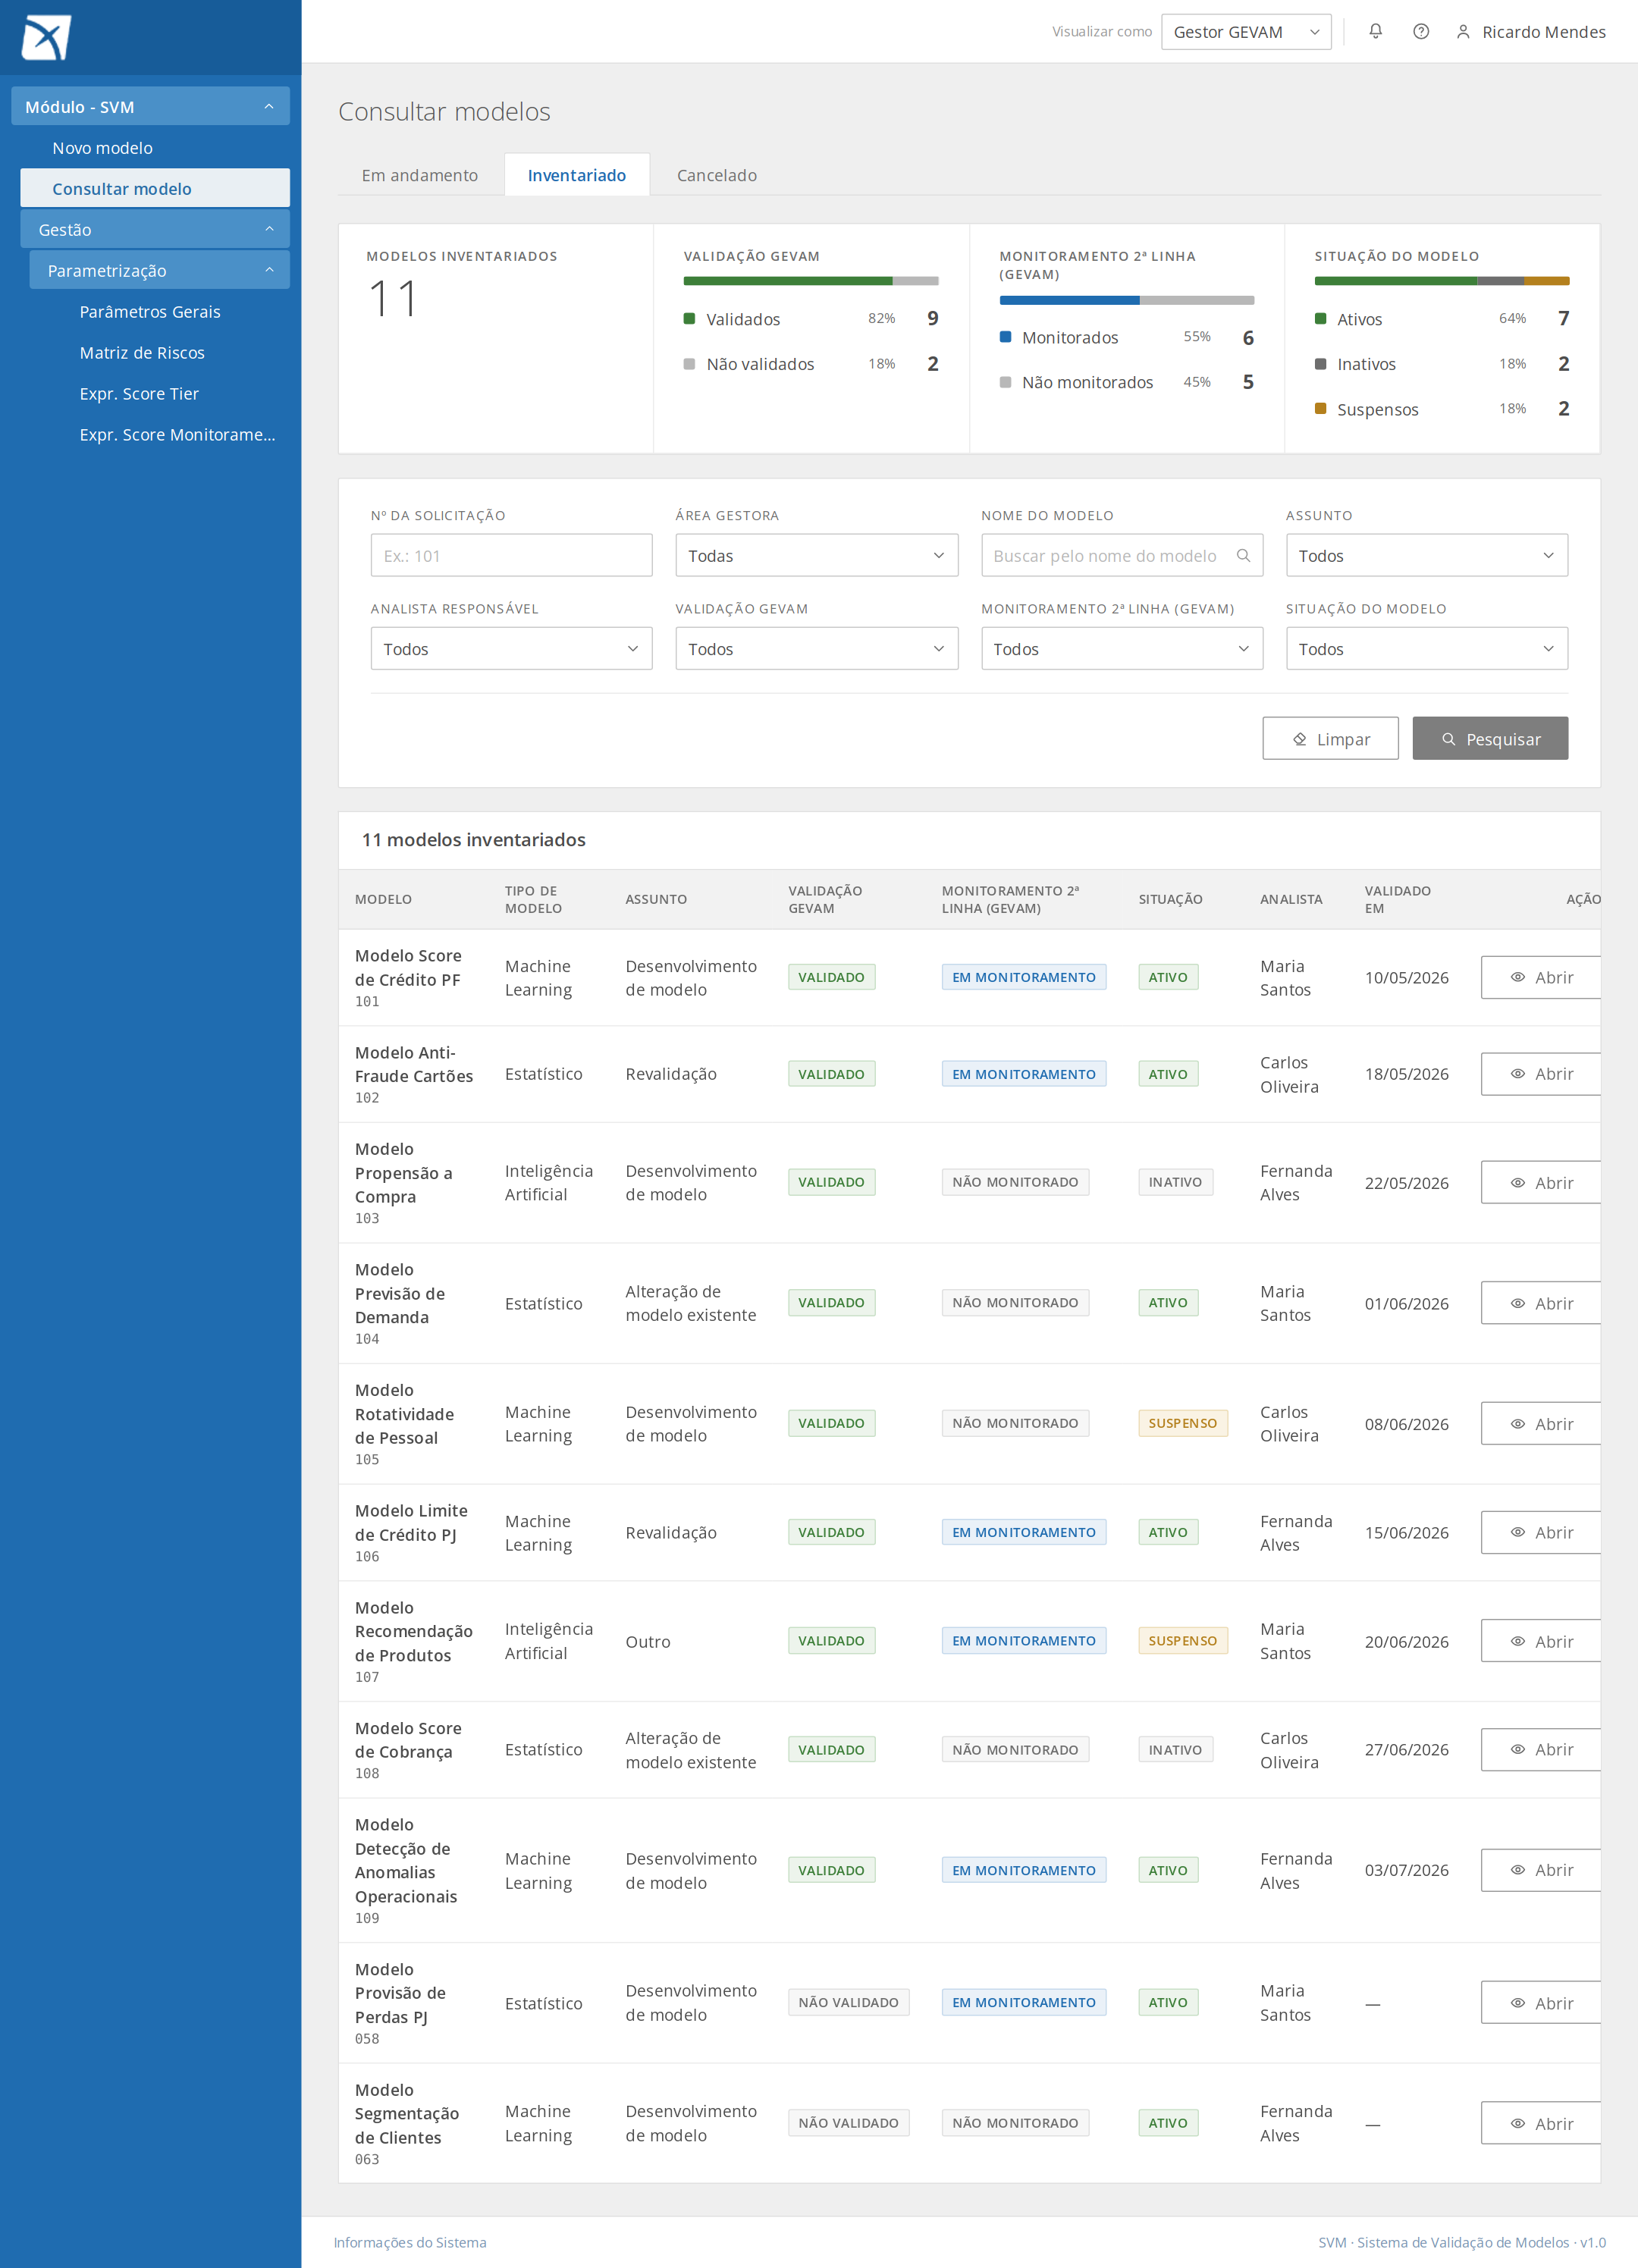 Visualizar como
Gestor GEVAM
Ricardo Mendes
Módulo - SVM
Novo modelo
Consultar modelo
Gestão
Parametrização
Parâmetros Gerais
Matriz de Riscos
Expr. Score Tier
Expr. Score Monitorame...
Consultar modelos
Em andamento
Inventariado
Cancelado
MODELOS INVENTARIADOS
11
VALIDAÇÃO GEVAM
Validados 82% 9
Não validados 18% 2
MONITORAMENTO 2ª LINHA
(GEVAM)
Monitorados 55% 6
Não monitorados 45% 5
SITUAÇÃO DO MODELO
Ativos 64% 7
Inativos 18% 2
Suspensos 18% 2
Nº DA SOLICITAÇÃO
Ex.: 101
ÁREA GESTORA
Todas
NOME DO MODELO
Buscar pelo nome do modelo
ASSUNTO
Todos
ANALISTA RESPONSÁVEL
Todos
VALIDAÇÃO GEVAM
Todos
MONITORAMENTO 2ª LINHA (GEVAM)
Todos
SITUAÇÃO DO MODELO
Todos
Limpar
Pesquisar
11 modelos inventariados
MODELO
TIPO DE
MODELO
ASSUNTO
VALIDAÇÃO
GEVAM
MONITORAMENTO 2ª
LINHA (GEVAM)
SITUAÇÃO
ANALISTA
VALIDADO
EM
AÇÃO
Modelo Score
de Crédito PF
101
Machine
Learning
Desenvolvimento
de modelo
VALIDADO
EM MONITORAMENTO
ATIVO
Maria
Santos
10/05/2026
Abrir
Modelo Anti-
Fraude Cartões
102
Estatístico
Revalidação
VALIDADO
EM MONITORAMENTO
ATIVO
Carlos
Oliveira
18/05/2026
Abrir
Modelo
Propensão a
Compra
103
Inteligência
Artificial
Desenvolvimento
de modelo
VALIDADO
NÃO MONITORADO
INATIVO
Fernanda
Alves
22/05/2026
Abrir
Modelo
Previsão de
Demanda
104
Estatístico
Alteração de
modelo existente
VALIDADO
NÃO MONITORADO
ATIVO
Maria
Santos
01/06/2026
Abrir
Modelo
Rotatividade
de Pessoal
105
Machine
Learning
Desenvolvimento
de modelo
VALIDADO
NÃO MONITORADO
SUSPENSO
Carlos
Oliveira
08/06/2026
Abrir
Modelo Limite
de Crédito PJ
106
Machine
Learning
Revalidação
VALIDADO
EM MONITORAMENTO
ATIVO
Fernanda
Alves
15/06/2026
Abrir
Modelo
Recomendação
de Produtos
107
Inteligência
Artificial
Outro
VALIDADO
EM MONITORAMENTO
SUSPENSO
Maria
Santos
20/06/2026
Abrir
Modelo Score
de Cobrança
108
Estatístico
Alteração de
modelo existente
VALIDADO
NÃO MONITORADO
INATIVO
Carlos
Oliveira
27/06/2026
Abrir
Modelo
Detecção de
Anomalias
Operacionais
109
Machine
Learning
Desenvolvimento
de modelo
VALIDADO
EM MONITORAMENTO
ATIVO
Fernanda
Alves
03/07/2026
Abrir
Modelo
Provisão de
Perdas PJ
058
Estatístico
Desenvolvimento
de modelo
NÃO VALIDADO
EM MONITORAMENTO
ATIVO
Maria
Santos
—
Abrir
Modelo
Segmentação
de Clientes
063
Machine
Learning
Desenvolvimento
de modelo
NÃO VALIDADO
NÃO MONITORADO
ATIVO
Fernanda
Alves
—
Abrir
Informações do Sistema
SVM · Sistema de Validação de Modelos · v1.0